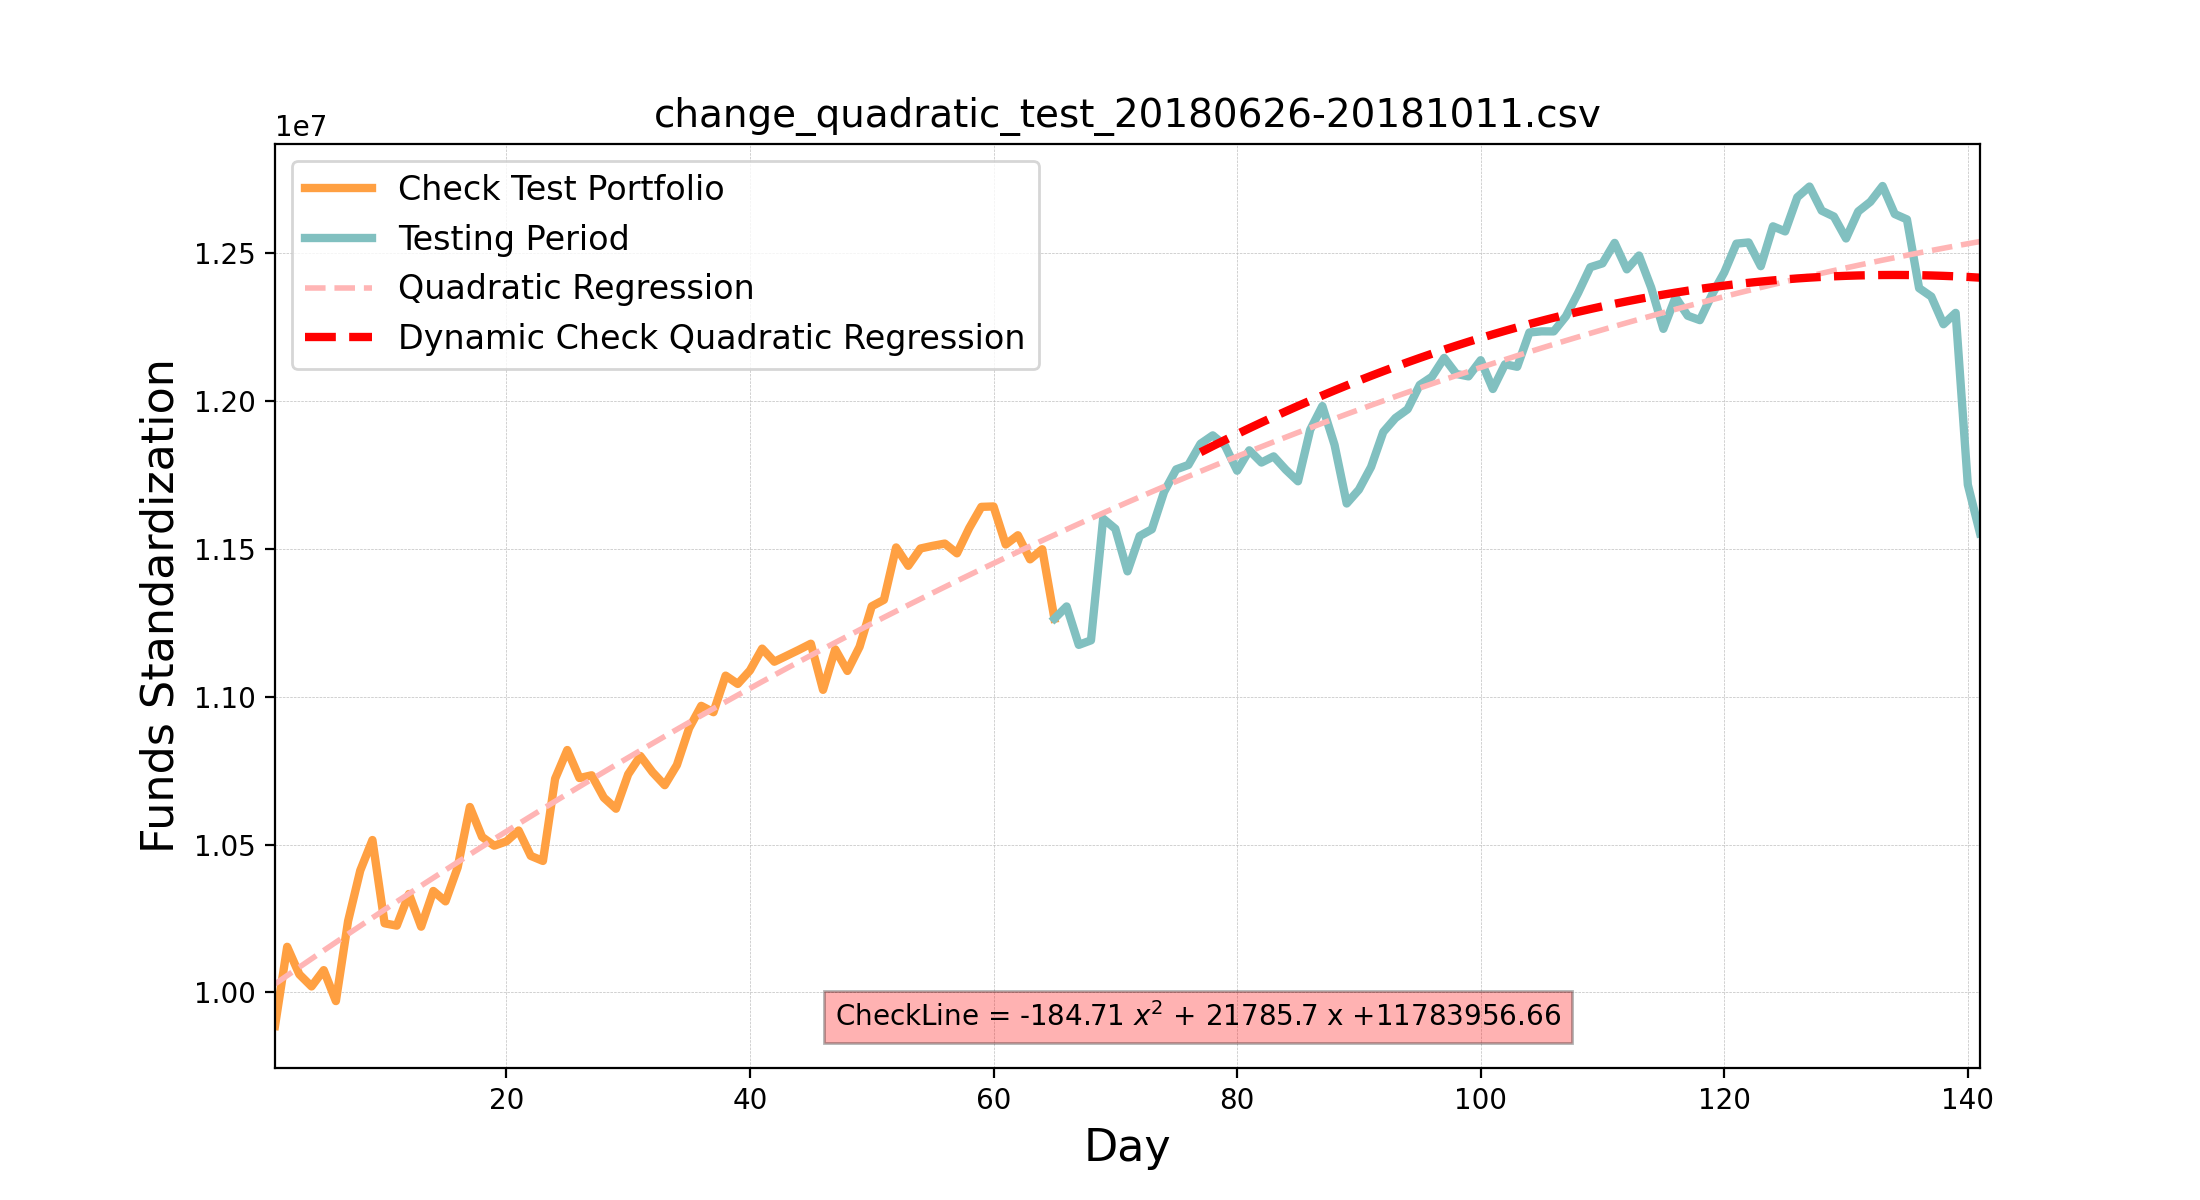 change_quadratic_test_20180626-20181011.csv
1e7
Check Test Portfolio
Testing Period
Quadratic Regression
Dynamic Check Quadratic Regression
Funds Standardization
1.25
1.20
1.15
1.10
1.05
1.00
CheckLine = -184.71 x² + 21785.7 x +11783956.66
20 40 60 80 100 120 140
Day